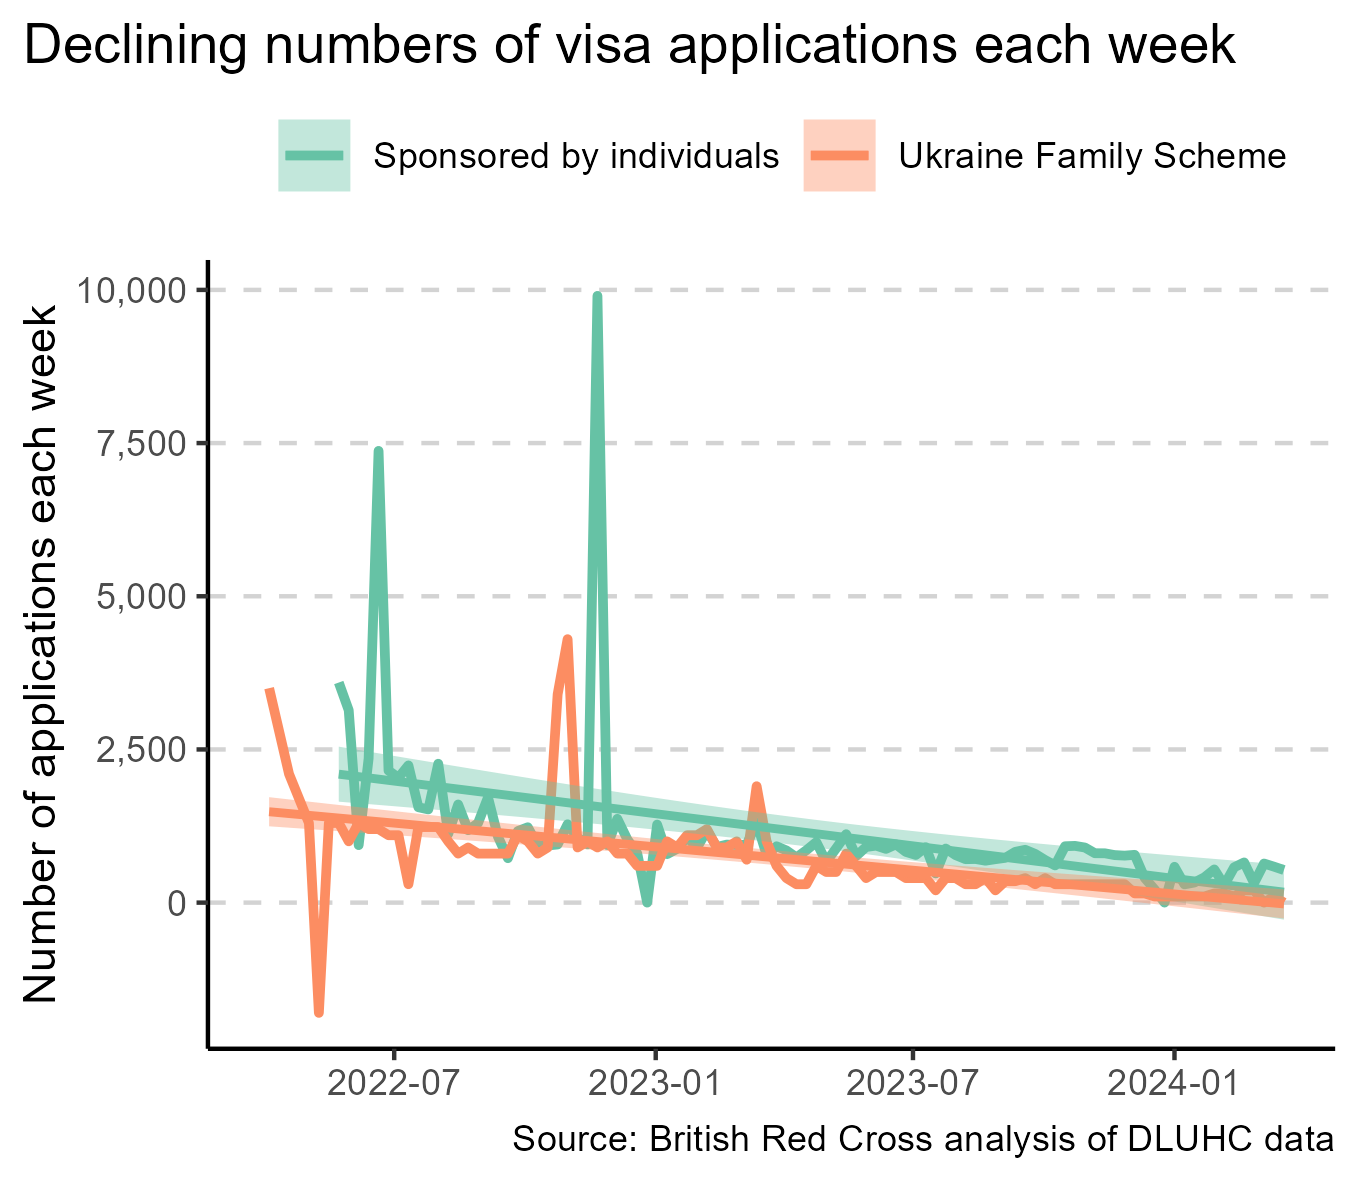 Declining numbers of visa applications each week
Sponsored by individuals
Ukraine Family Scheme
Number of applications each week
10,000
7,500
5,000
2,500
0
2022-07
2023-01
2023-07
2024-01
Source: British Red Cross analysis of DLUHC data